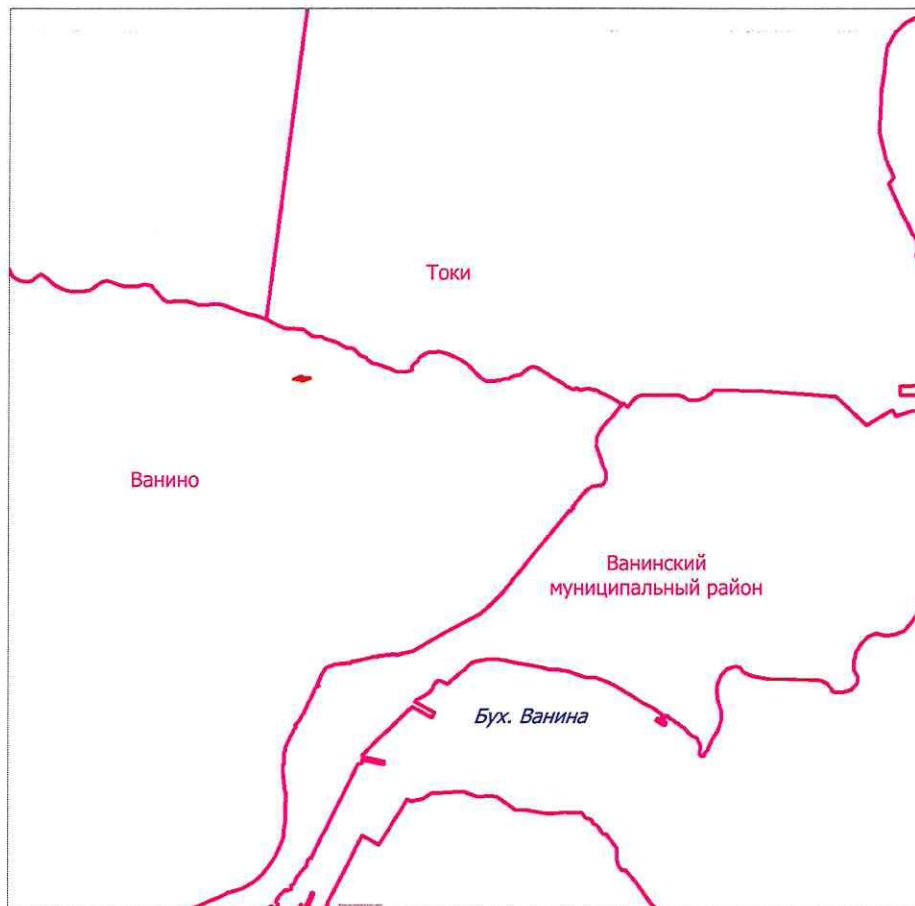 Токи
Ванино
Ванинский
муниципальный район
Бух. Ванина